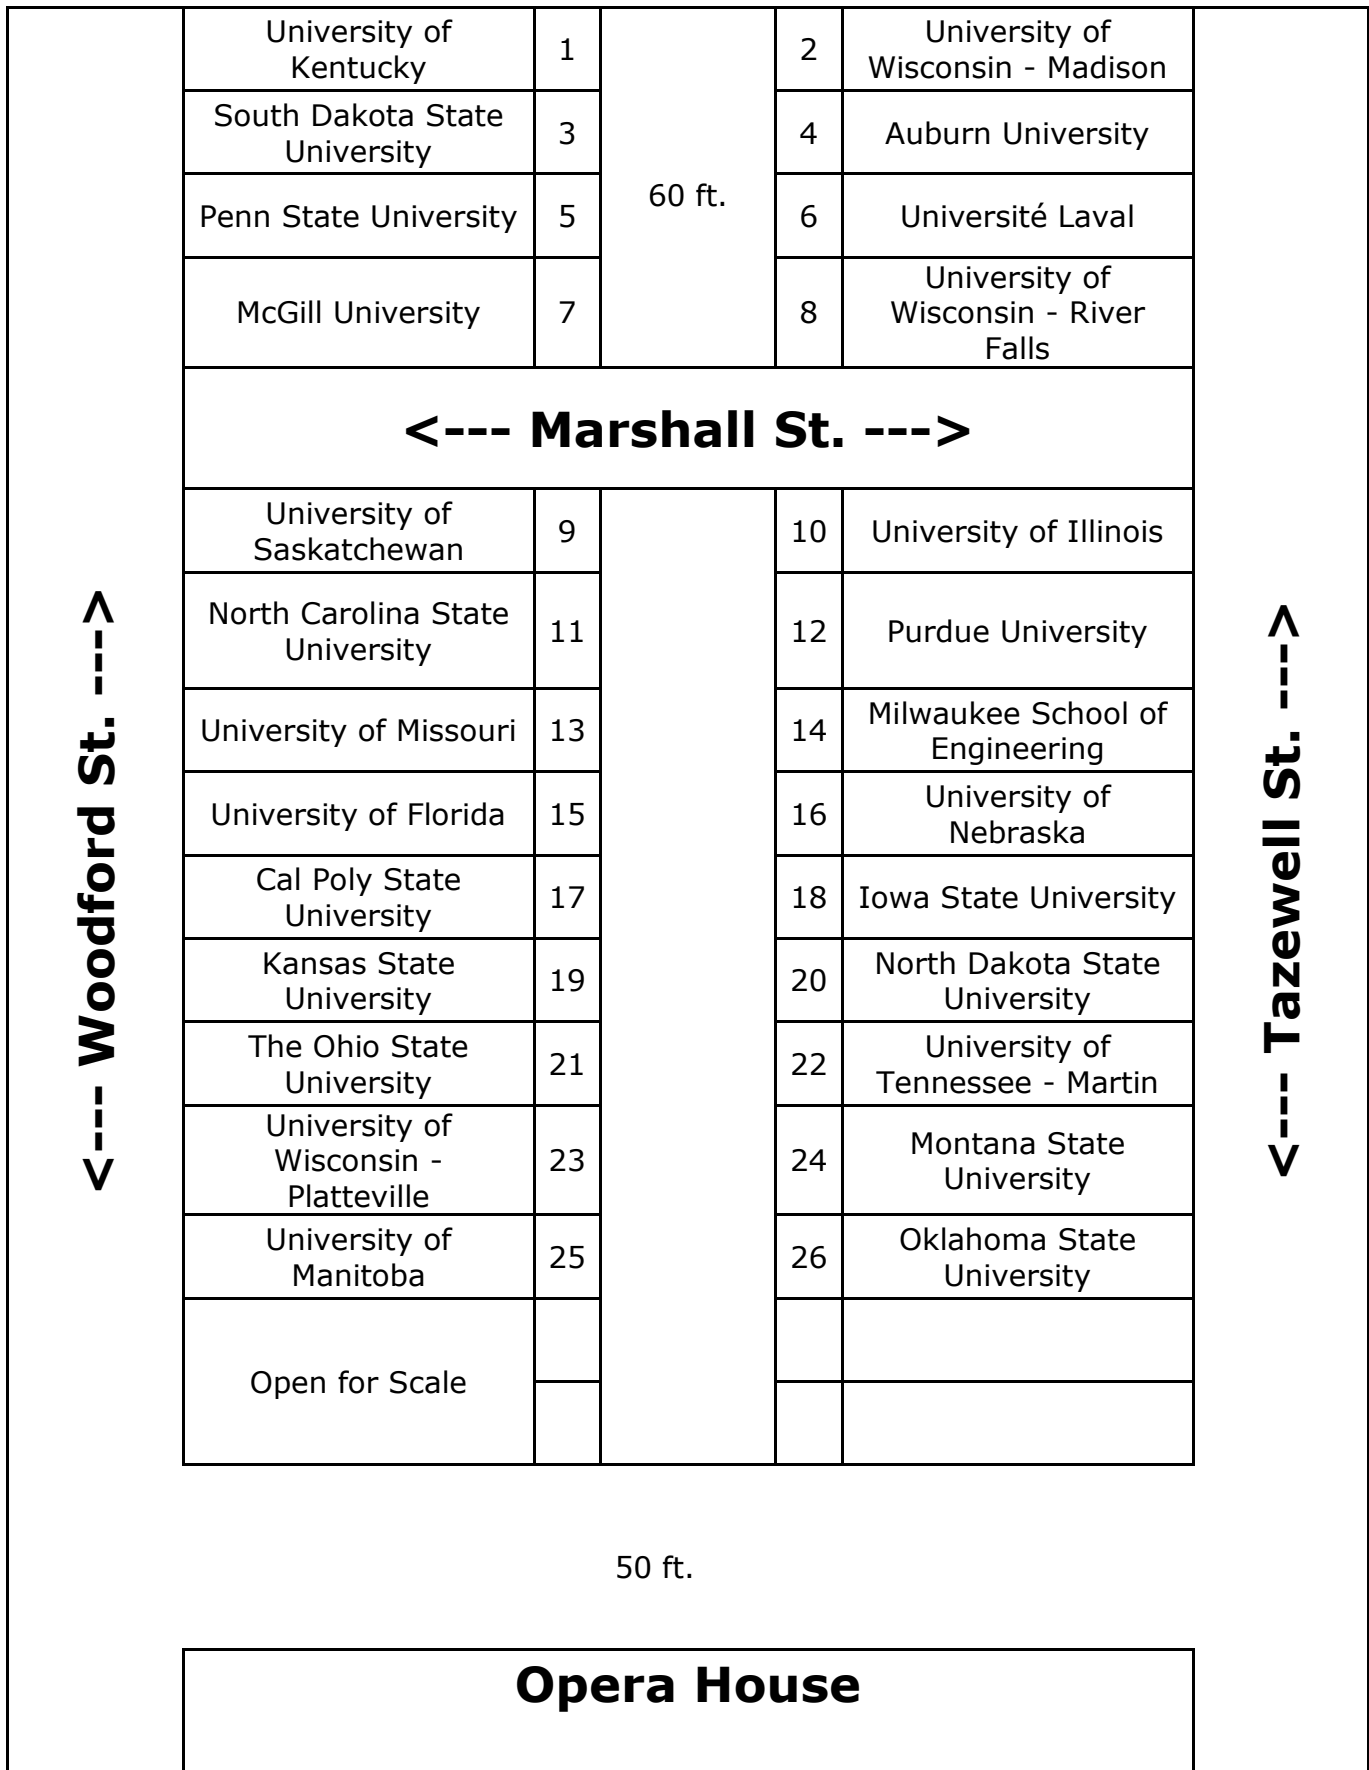 University of
Kentucky
1
2
University of
Wisconsin - Madison
South Dakota State
University
3
4
Auburn University
60 ft.
Penn State University
5
6
Université Laval
McGill University
7
8
University of
Wisconsin - River
Falls
<--- Marshall St. --->
University of
Saskatchewan
9
10
University of Illinois
North Carolina State
University
11
12
Purdue University
University of Missouri
13
14
Milwaukee School of
Engineering
University of Florida
15
16
University of
Nebraska
Cal Poly State
University
17
18
Iowa State University
Kansas State
University
19
20
North Dakota State
University
The Ohio State
University
21
22
University of
Tennessee - Martin
University of
Wisconsin -
Platteville
23
24
Montana State
University
University of
Manitoba
25
26
Oklahoma State
University
Open for Scale
<--- Woodford St. --->
<--- Tazewell St. --->
50 ft.
Opera House